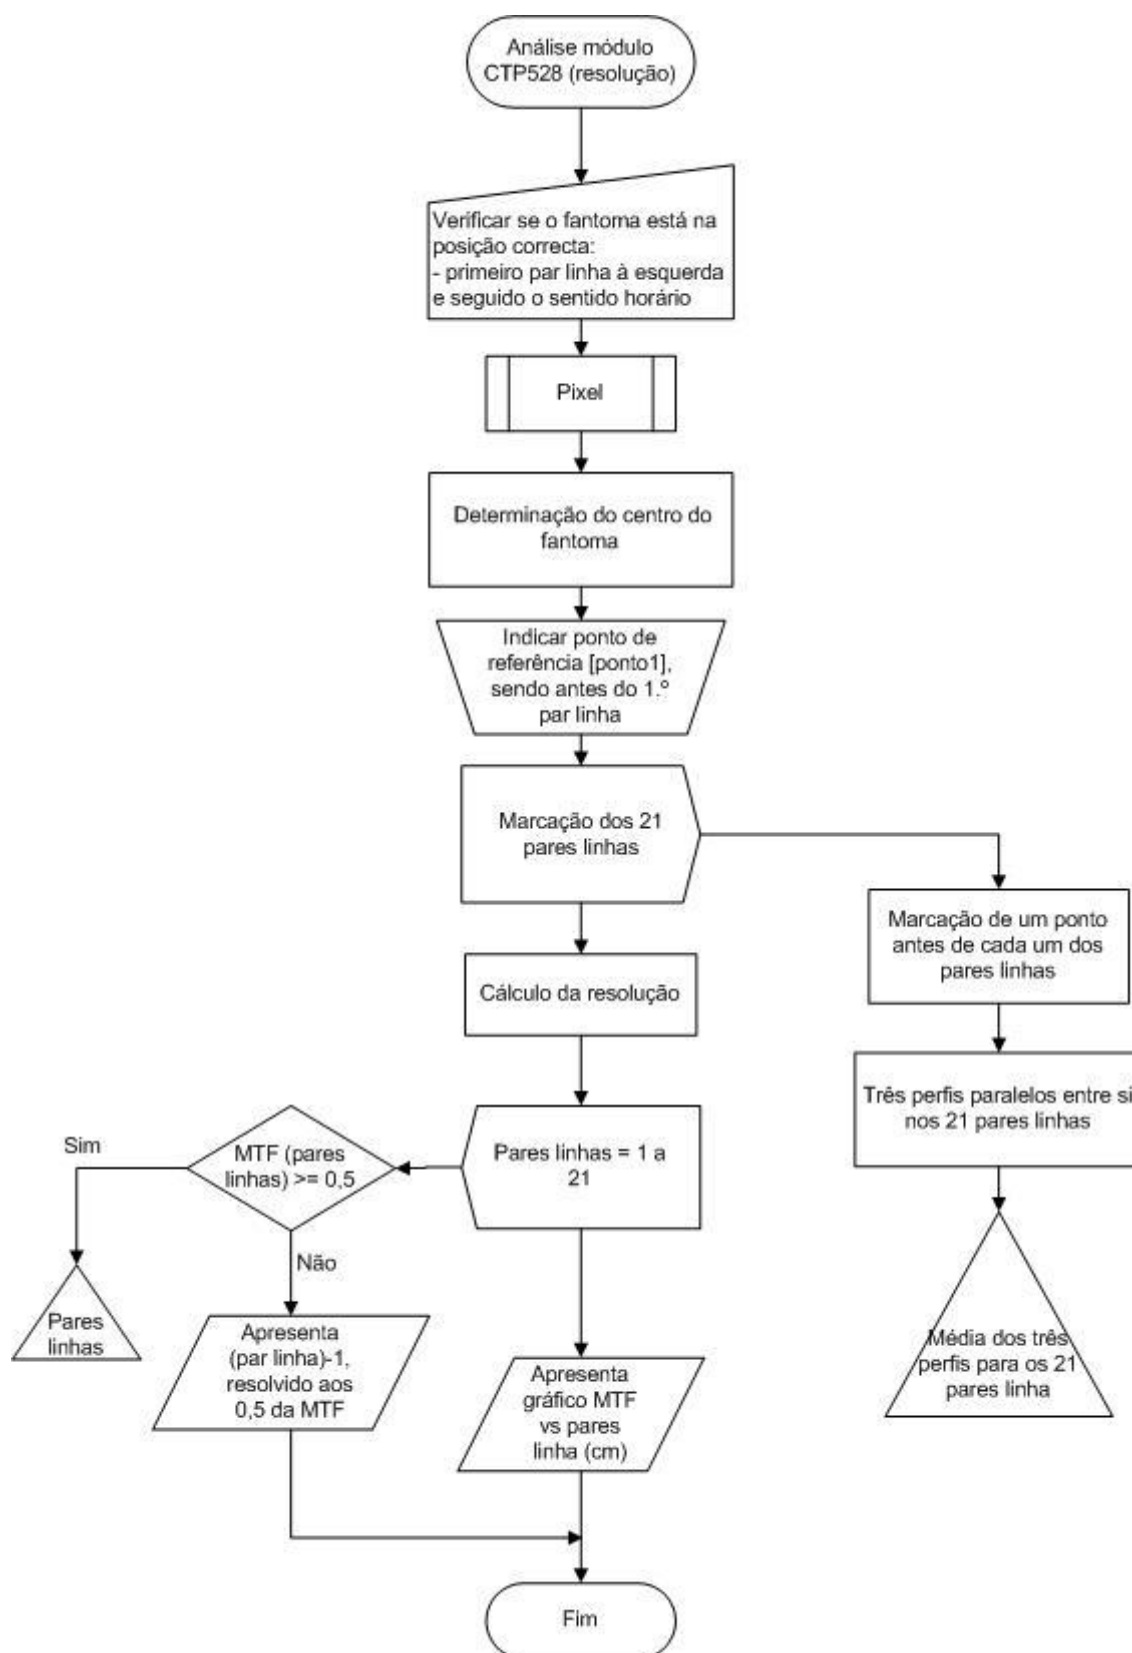 Análise módulo
CTP528 (resolução)
Verificar se o fantoma está na
posição correcta:
- primeiro par linha à esquerda
e seguido o sentido horário
Pixel
Determinação do centro do
fantoma
Indicar ponto de
referência [ponto1],
sendo antes do 1.º
par linha
Marcação dos 21
pares linhas
Marcação de um ponto
antes de cada um dos
pares linhas
Cálculo da resolução
Três perfis paralelos entre si
nos 21 pares linhas
Sim
MTF (pares
linhas) >= 0,5
Pares linhas = 1 a
21
Não
Pares
linhas
Apresenta
(par linha)-1,
resolvido aos
0,5 da MTF
Apresenta
gráfico MTF
vs pares
linha (cm)
Média dos três
perfis para os 21
pares linha
Fim